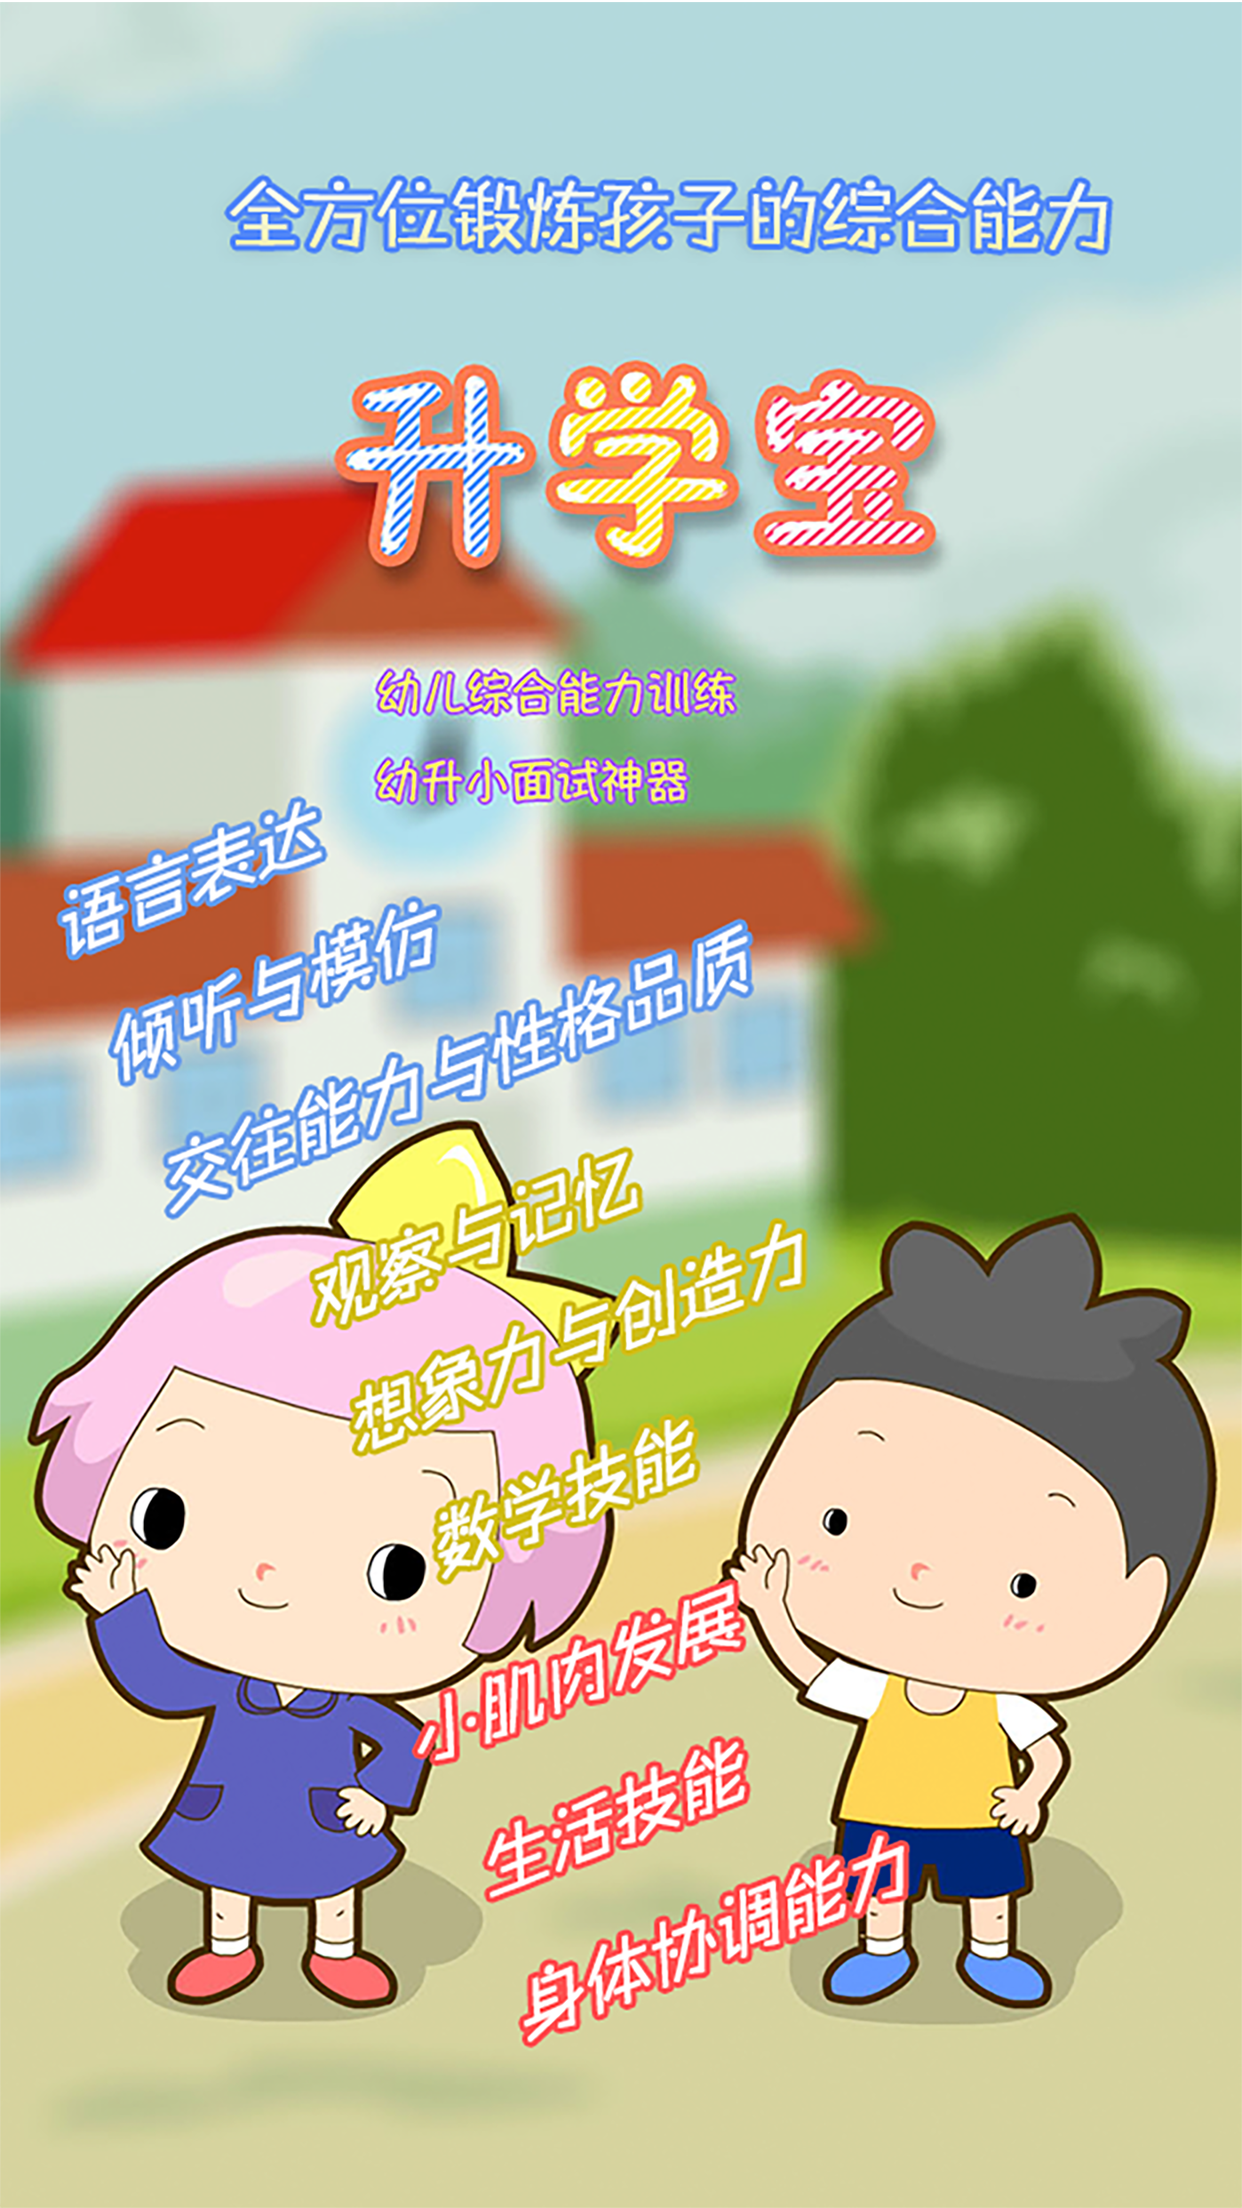 全方位锻炼孩子的综合能力
升学宝
幼儿综合能力训练
幼升小面试神器
语言表达
倾听与模仿
交往能力与性格品质
观察与记忆
想象力与创造力
数学技能
小肌肉发展
生活技能
身体协调能力